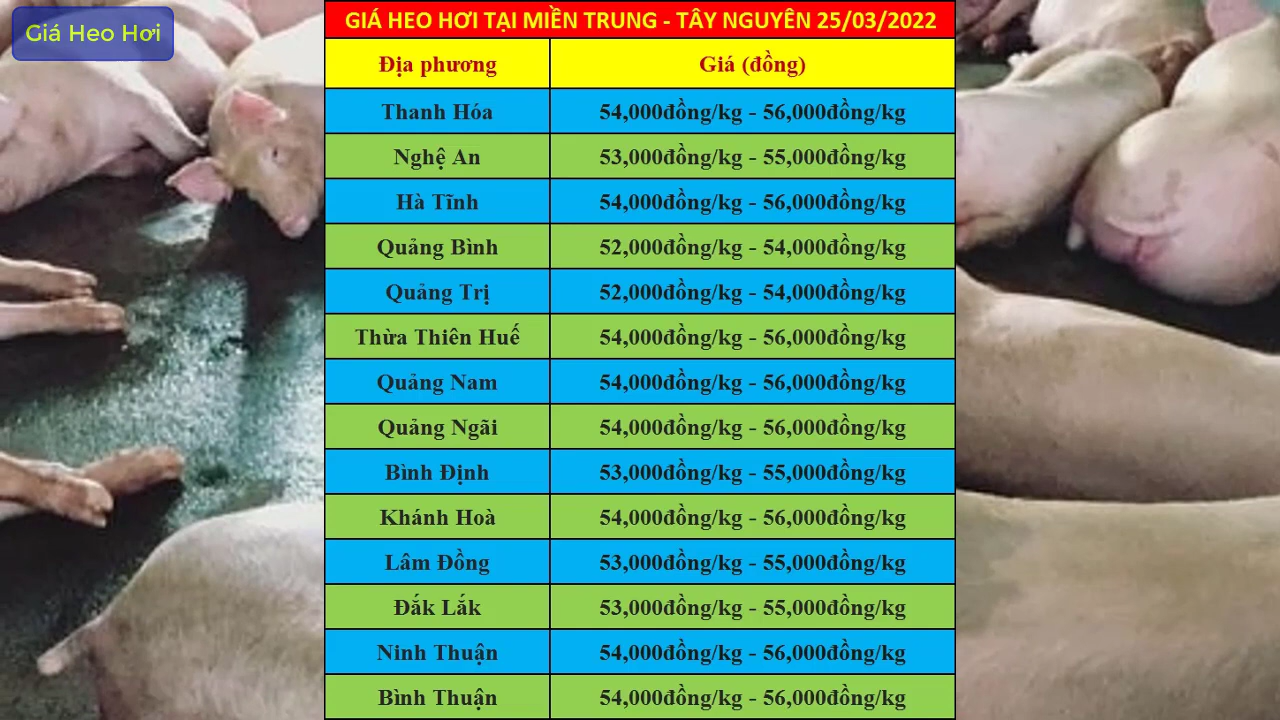 Giá Heo Hơi
GIÁ HEO HƠI TẠI MIỀN TRUNG - TÂY NGUYÊN 25/03/2022
Địa phương Giá (đồng)
Thanh Hóa 54,000đồng/kg - 56,000đồng/kg
Nghệ An 53,000đồng/kg - 55,000đồng/kg
Hà Tĩnh 54,000đồng/kg - 56,000đồng/kg
Quảng Bình 52,000đồng/kg - 54,000đồng/kg
Quảng Trị 52,000đồng/kg - 54,000đồng/kg
Thừa Thiên Huế 54,000đồng/kg - 56,000đồng/kg
Quảng Nam 54,000đồng/kg - 56,000đồng/kg
Quảng Ngãi 54,000đồng/kg - 56,000đồng/kg
Bình Định 53,000đồng/kg - 55,000đồng/kg
Khánh Hoà 54,000đồng/kg - 56,000đồng/kg
Lâm Đồng 53,000đồng/kg - 55,000đồng/kg
Đắk Lắk 53,000đồng/kg - 55,000đồng/kg
Ninh Thuận 54,000đồng/kg - 56,000đồng/kg
Bình Thuận 54,000đồng/kg - 56,000đồng/kg